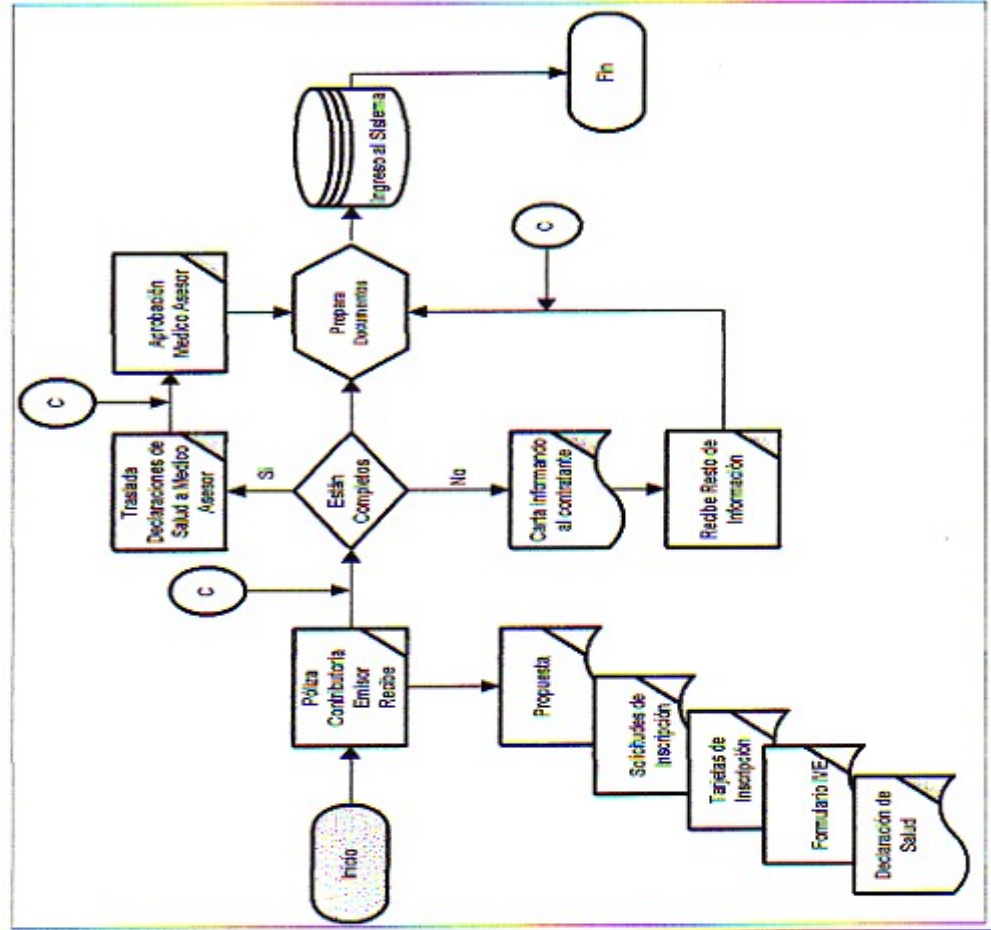 Inicio
Póliza
Contributoria
Emisor
Recibe
C
Están
Completos
Si
No
Traslada
Declaraciones de
Salud a Medico
Asesor
C
Aprobación
Medico Asesor
Prepara
Documentos
Ingreso al Sistema
Fin
Carta Informando
al contratante
Recibe Resto de
Información
C
Propuesta
Solicitudes de
Inscripción
Tarjetas de
Inscripción
Formulario IVE
Declaración de
Salud